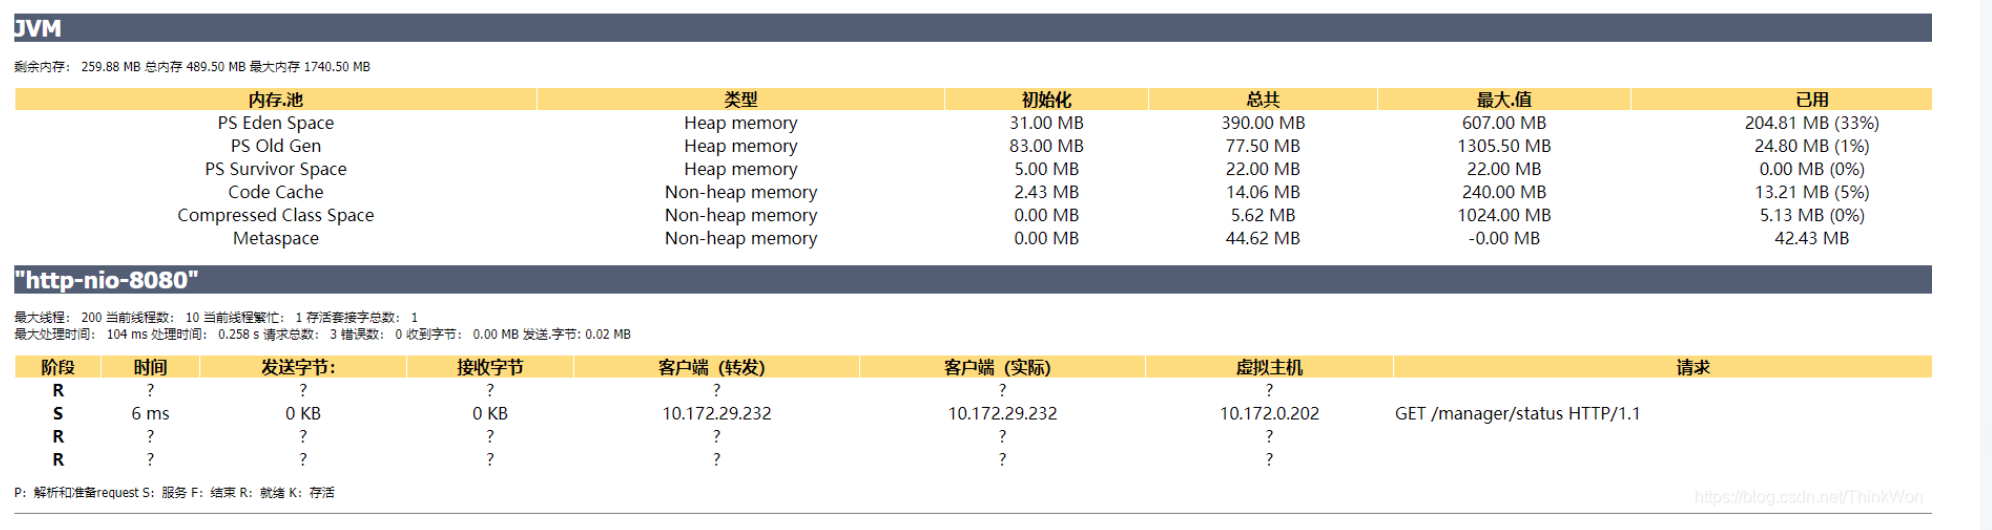 JVM
剩余内存： 259.88 MB 总内存 489.50 MB 最大内存 1740.50 MB
内存.池 类型 初始化 总共 最大.值 已用
PS Eden Space Heap memory 31.00 MB 390.00 MB 607.00 MB 204.81 MB (33%)
PS Old Gen Heap memory 83.00 MB 77.50 MB 1305.50 MB 24.80 MB (1%)
PS Survivor Space Heap memory 5.00 MB 22.00 MB 22.00 MB 0.00 MB (0%)
Code Cache Non-heap memory 2.43 MB 14.06 MB 240.00 MB 13.21 MB (5%)
Compressed Class Space Non-heap memory 0.00 MB 5.62 MB 1024.00 MB 5.13 MB (0%)
Metaspace Non-heap memory 0.00 MB 44.62 MB -0.00 MB 42.43 MB
"http-nio-8080"
最大线程： 200 当前线程数： 10 当前线程繁忙： 1 存活套接字总数： 1
最大处理时间： 104 ms 处理时间： 0.258 s 请求总数： 3 错误数： 0 收到字节： 0.00 MB 发送.字节: 0.02 MB
阶段 时间 发送字节： 接收字节 客户端（转发） 客户端（实际） 虚拟主机 请求
R ? ? ? ? ? ?
S 6 ms 0 KB 0 KB 10.172.29.232 10.172.29.232 10.172.0.202 GET /manager/status HTTP/1.1
R ? ? ? ? ? ?
R ? ? ? ? ? ?
P：解析和准备request S：服务 F：结束 R：就绪 K：存活
https://blog.csdn.net/ThinkWon